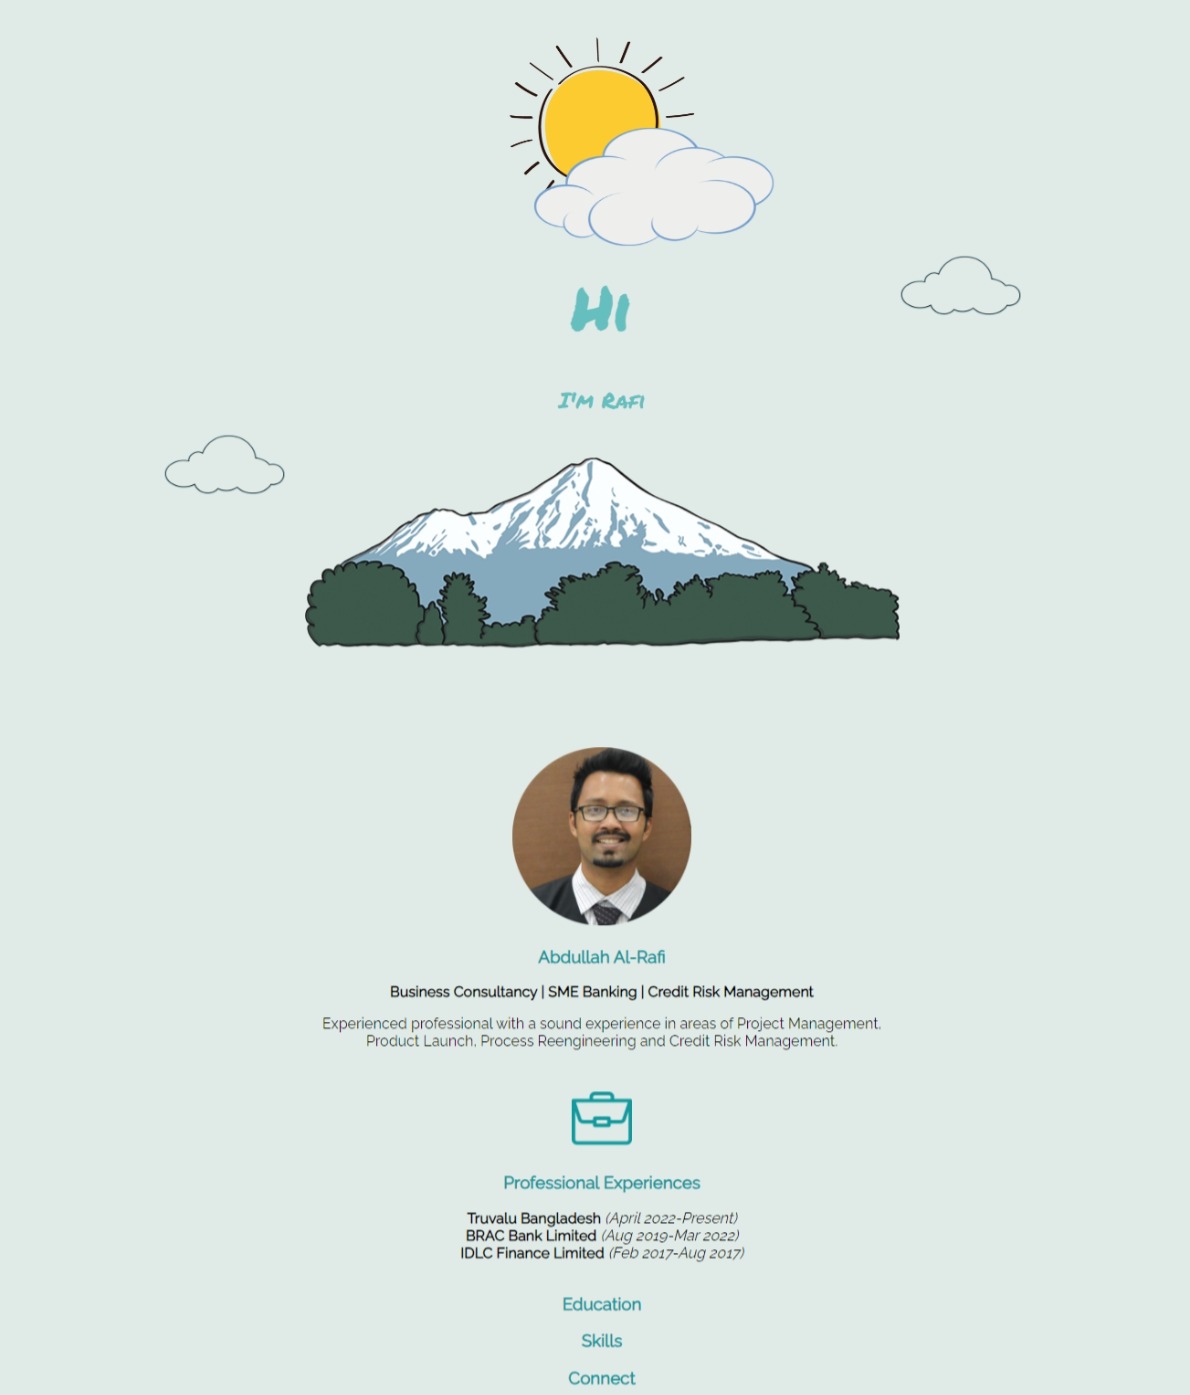 Hi
I'm Rafi
Abdullah Al-Rafi
Business Consultancy | SME Banking | Credit Risk Management
Experienced professional with a sound experience in areas of Project Management,
Product Launch, Process Reengineering and Credit Risk Management.
Professional Experiences
Truvalu Bangladesh (April 2022-Present)
BRAC Bank Limited (Aug 2019-Mar 2022)
IDLC Finance Limited (Feb 2017-Aug 2017)
Education
Skills
Connect